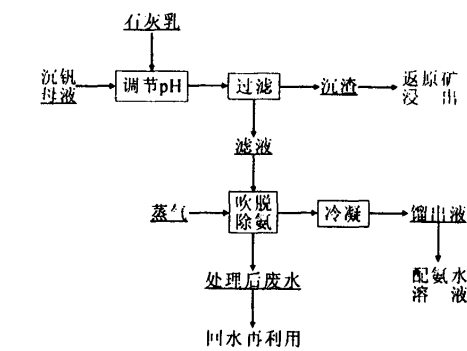 石灰乳
沉钒
母液
调节pH
过滤
沉渣
返原矿
浸出
滤液
蒸气
吹脱
除氨
冷凝
馏出液
处理后废水
配氨水
溶液
回水再利用